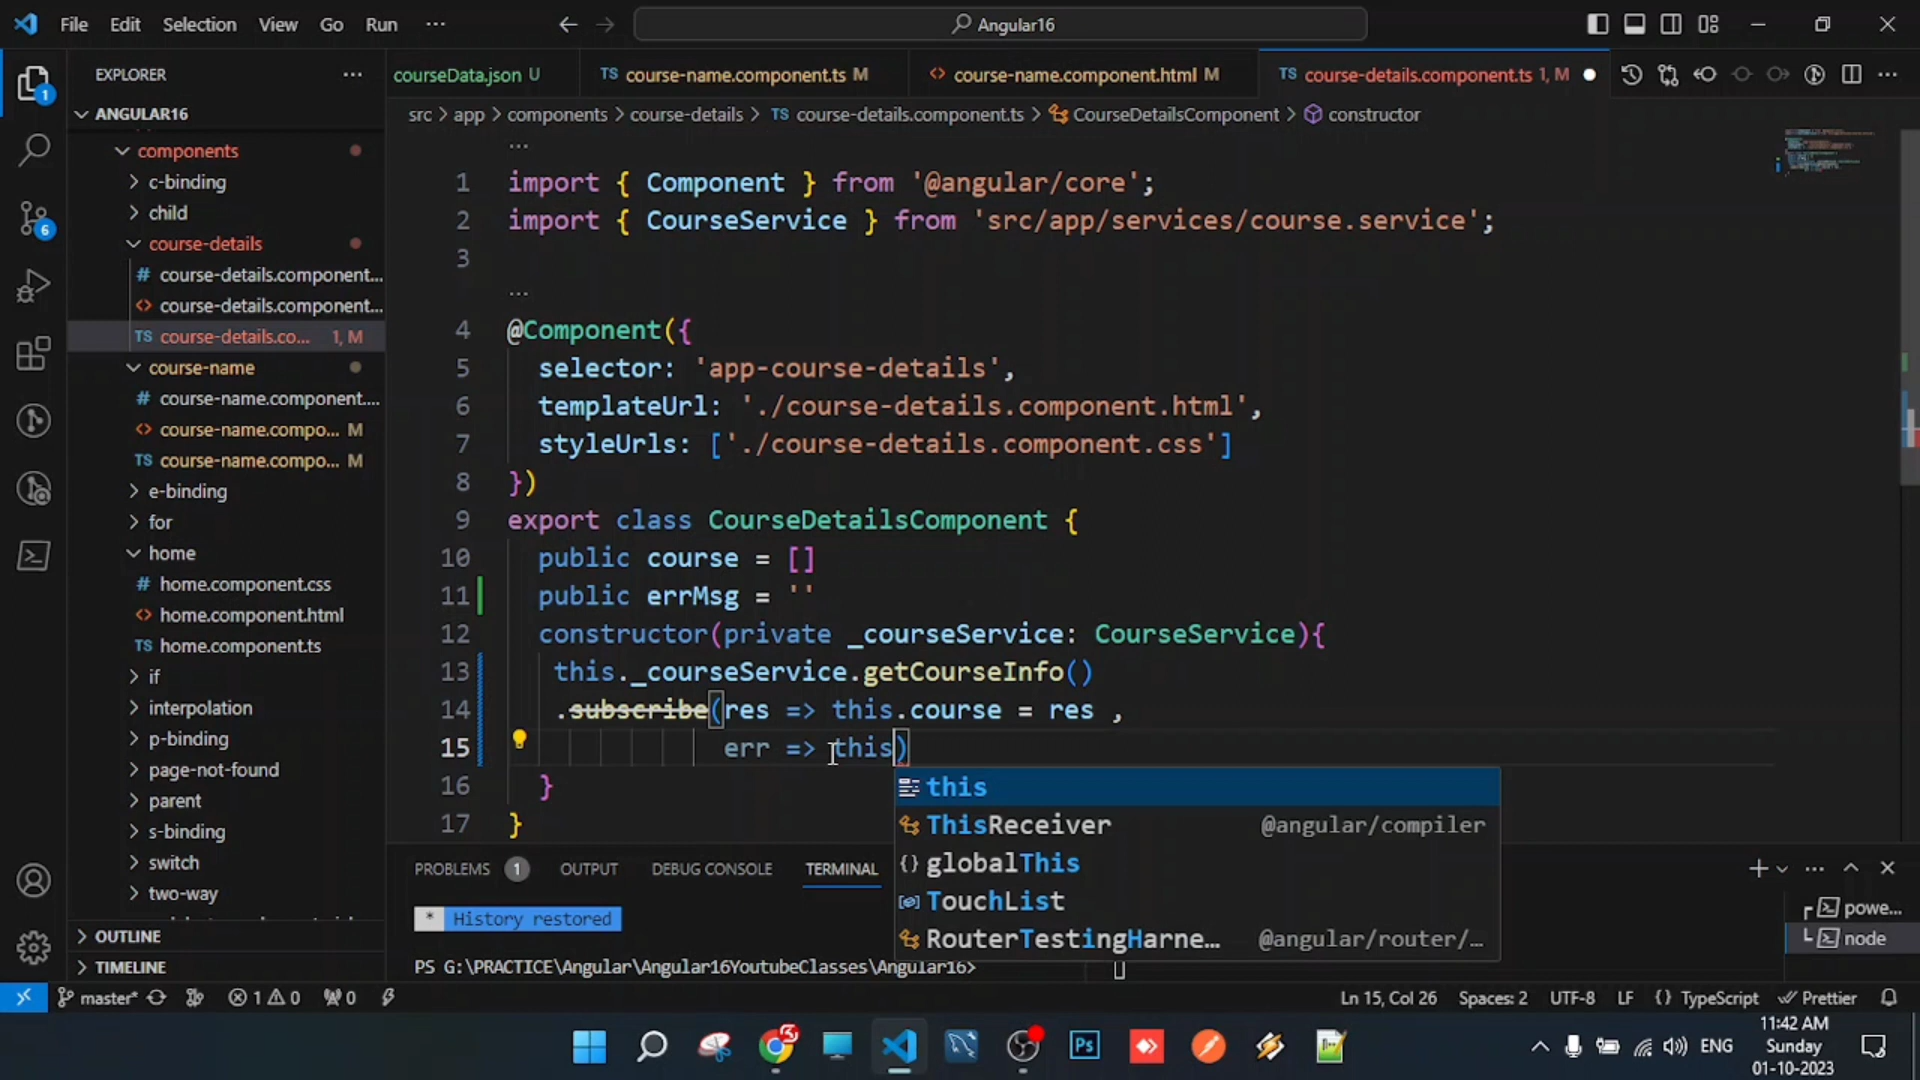 File Edit Selection View Go Run ··· Angular16
EXPLORER
ANGULAR16
components
c-binding
child
course-details
# course-details.component...
<> course-details.component...
TS course-details.co... 1, M
course-name
# course-name.component....
<> course-name.compo... M
TS course-name.compo... M
e-binding
for
home
# home.component.css
<> home.component.html
TS home.component.ts
if
interpolation
p-binding
page-not-found
parent
s-binding
switch
two-way
OUTLINE
TIMELINE
1
6
courseData.json U
TS course-name.component.ts M
<> course-name.component.html M
TS course-details.component.ts 1, M
src > app > components > course-details > TS course-details.component.ts > CourseDetailsComponent > constructor
1 import { Component } from '@angular/core';
2 import { CourseService } from 'src/app/services/course.service';
3
4 @Component({
5 selector: 'app-course-details',
6 templateUrl: './course-details.component.html',
7 styleUrls: ['./course-details.component.css']
8 })
9 export class CourseDetailsComponent {
10 public course = []
11 public errMsg = ''
12 constructor(private _courseService: CourseService){
13 this._courseService.getCourseInfo()
14 .subscribe(res => this.course = res ,
15 err => this)
16 }
17 }
this
ThisReceiver @angular/compiler
globalThis
TouchList
RouterTestingHarne... @angular/router/...
PROBLEMS 1 OUTPUT DEBUG CONSOLE TERMINAL
* History restored
PS G:\PRACTICE\Angular\Angular16YoutubeClasses\Angular16>
powe...
node
master* 1 0 0
Ln 15, Col 26 Spaces: 2 UTF-8 LF {} TypeScript Prettier
Ps
ENG
11:42 AM
Sunday
01-10-2023